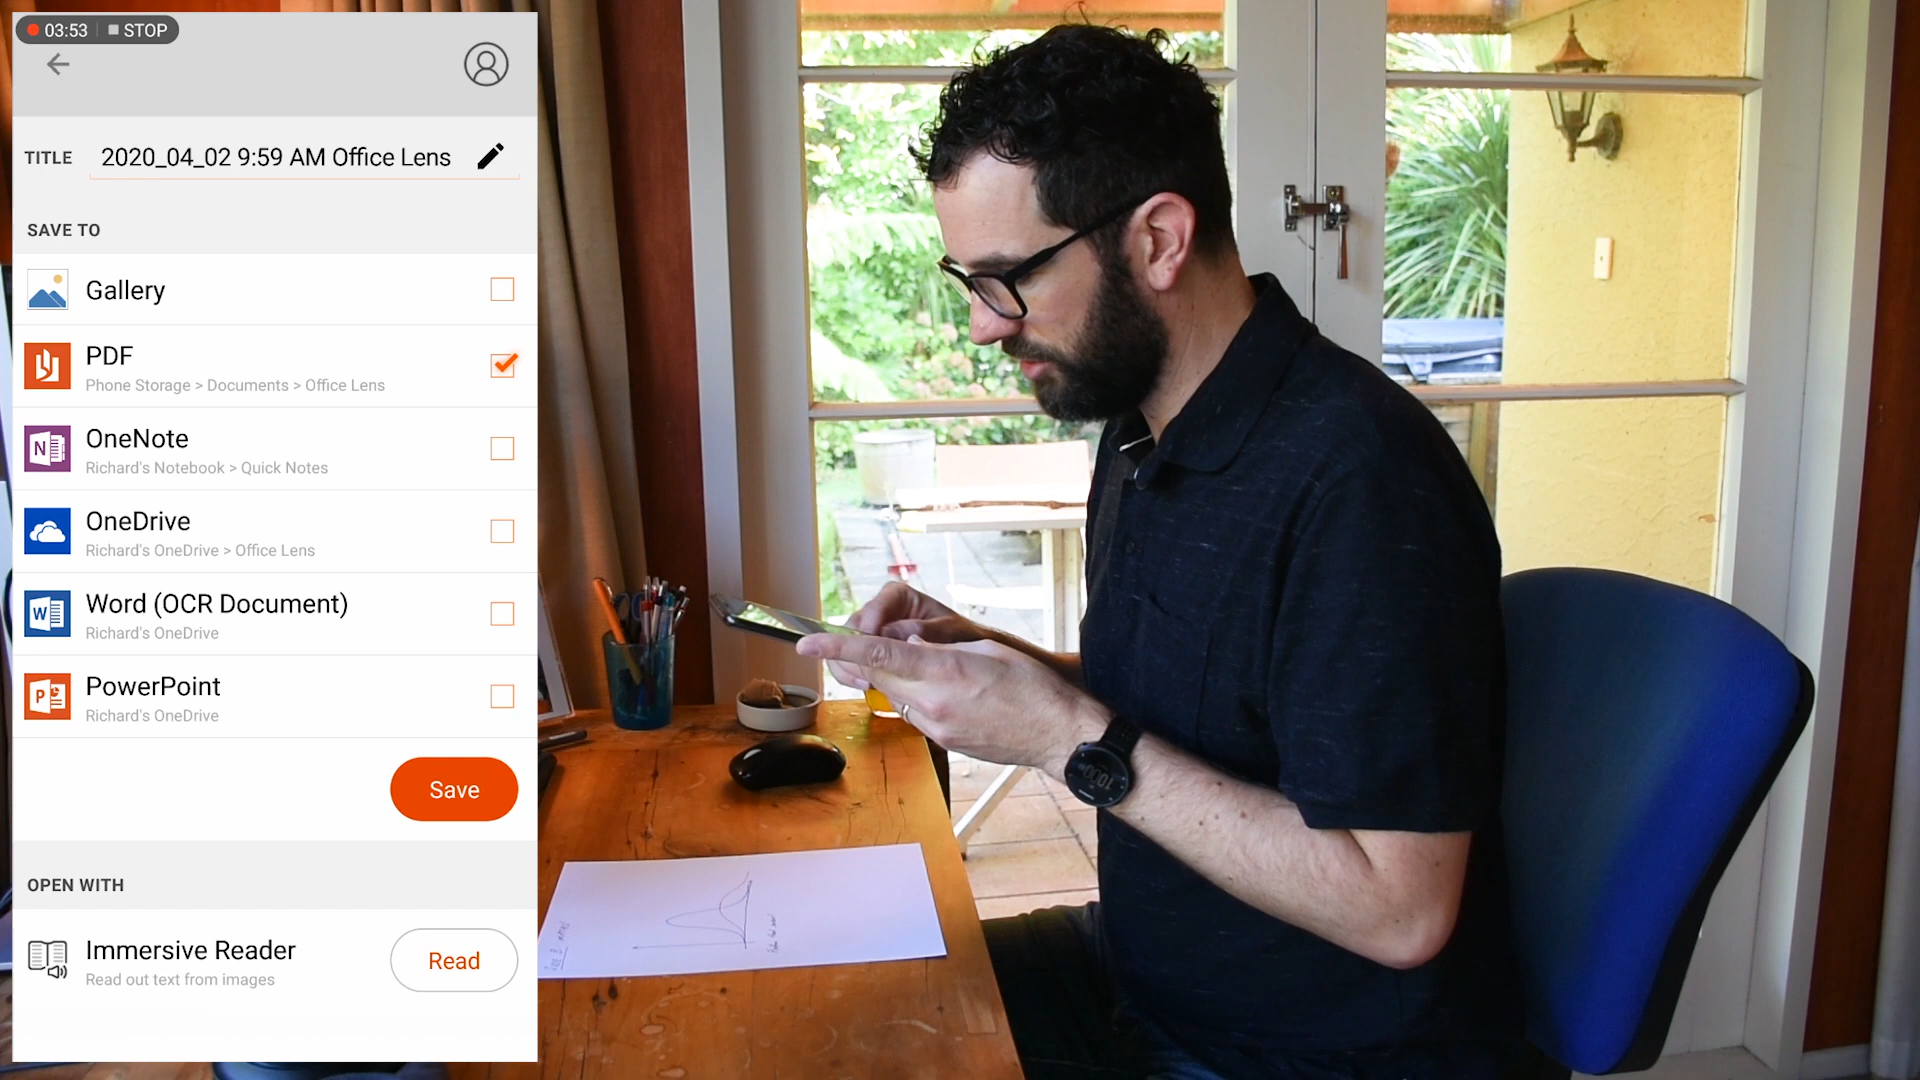 03:53 STOP
TITLE 2020_04_02 9:59 AM Office Lens
SAVE TO
Gallery
PDF
Phone Storage > Documents > Office Lens
OneNote
Richard's Notebook > Quick Notes
OneDrive
Richard's OneDrive > Office Lens
Word (OCR Document)
Richard's OneDrive
PowerPoint
Richard's OneDrive
Save
OPEN WITH
Immersive Reader
Read out text from images
Read